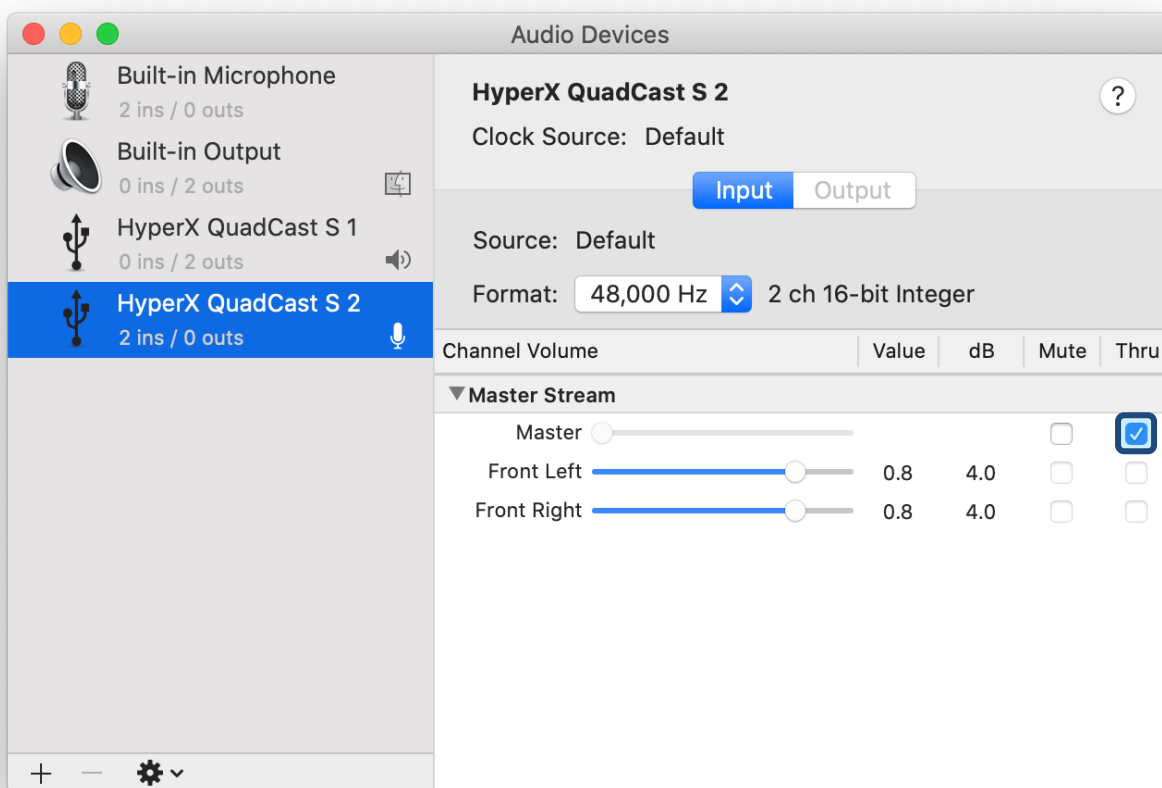 Audio Devices
Built-in Microphone
2 ins / 0 outs
Built-in Output
0 ins / 2 outs
HyperX QuadCast S 1
0 ins / 2 outs
HyperX QuadCast S 2
2 ins / 0 outs
HyperX QuadCast S 2
?
Clock Source: Default
Input Output
Source: Default
Format: 48,000 Hz 2 ch 16-bit Integer
Channel Volume Value dB Mute Thru
Master Stream
Master
Front Left 0.8 4.0
Front Right 0.8 4.0